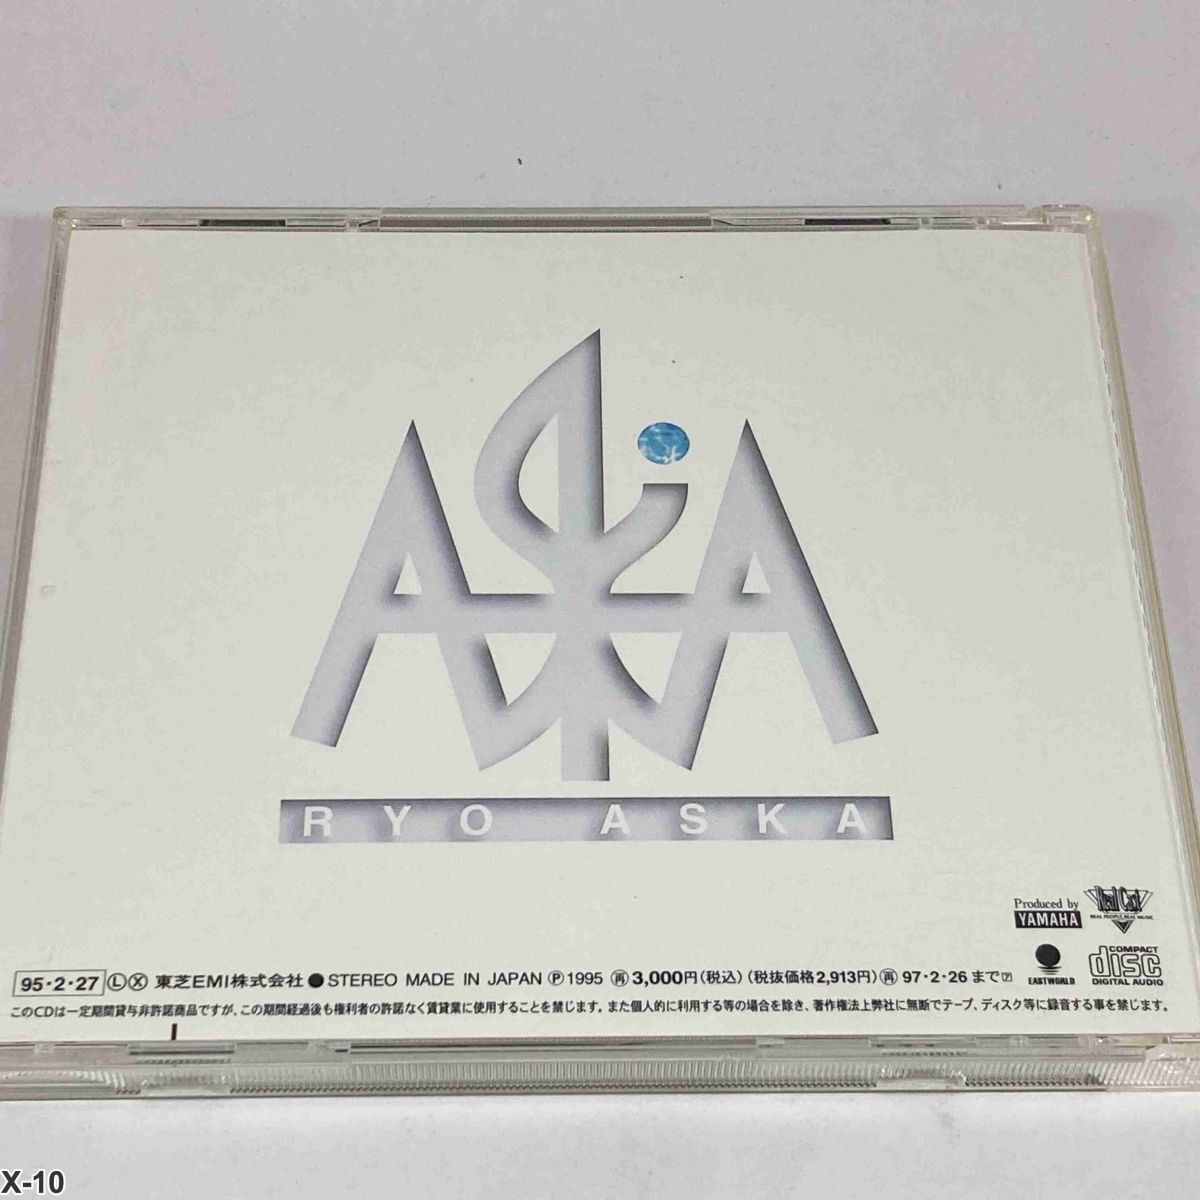 ASKA
RYO ASKA
Produced by
YAMAHA
Real Cast
REAL PEOPLE, REAL MUSIC
EASTWORLD
COMPACT
disc
DIGITAL AUDIO
95・2・27 Ⓛ Ⓧ 東芝EMI株式会社 ● STEREO MADE IN JAPAN Ⓟ 1995 ㊢ 3,000円(税込)(税抜価格2,913円) ㊢ 97・2・26 まで
このCDは一定期間貸与非許諾商品ですが、この期間経過後も権利者の許諾なく賃貸業に使用することを禁じます。また個人的に利用する等の場合を除き、著作権法上弊社に無断でテープ、ディスク等に録音する事を禁じます。
X-10